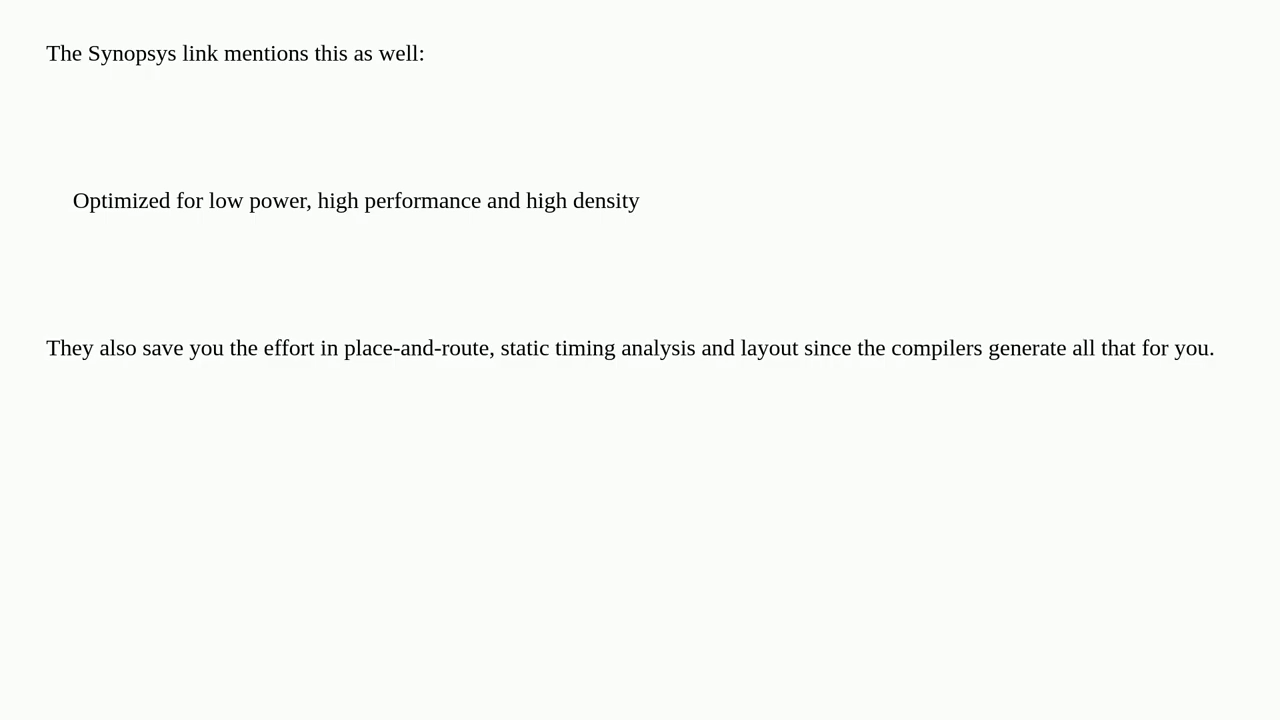 The Synopsys link mentions this as well:
Optimized for low power, high performance and high density
They also save you the effort in place-and-route, static timing analysis and layout since the compilers generate all that for you.